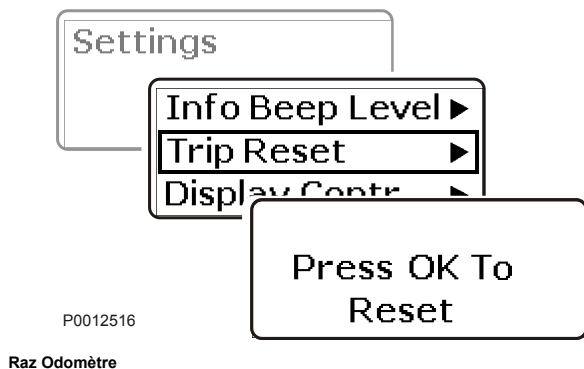 Settings
Info Beep Level ▶
Trip Reset ▶
Display Contr ▶
Press OK To
Reset
P0012516
Raz Odomètre